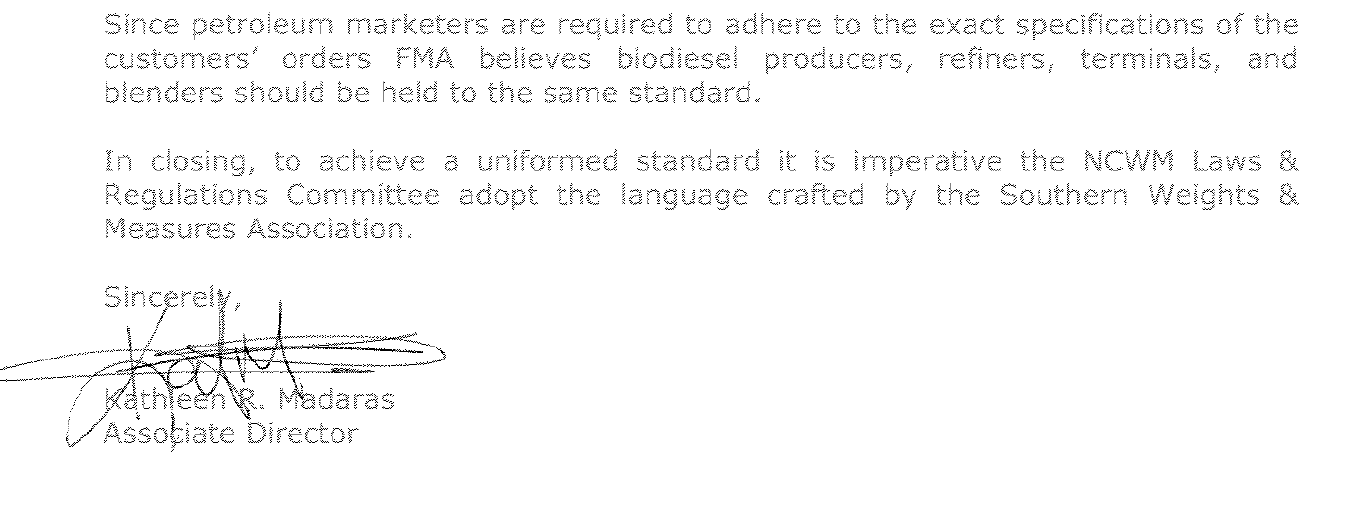 Since petroleum marketers are required to adhere to the exact specifications of the
customers’ orders FMA believes biodiesel producers, refiners, terminals, and
blenders should be held to the same standard.
In closing, to achieve a uniformed standard it is imperative the NCWM Laws &
Regulations Committee adopt the language crafted by the Southern Weights &
Measures Association.
Sincerely,
Kathleen R. Madaras
Associate Director